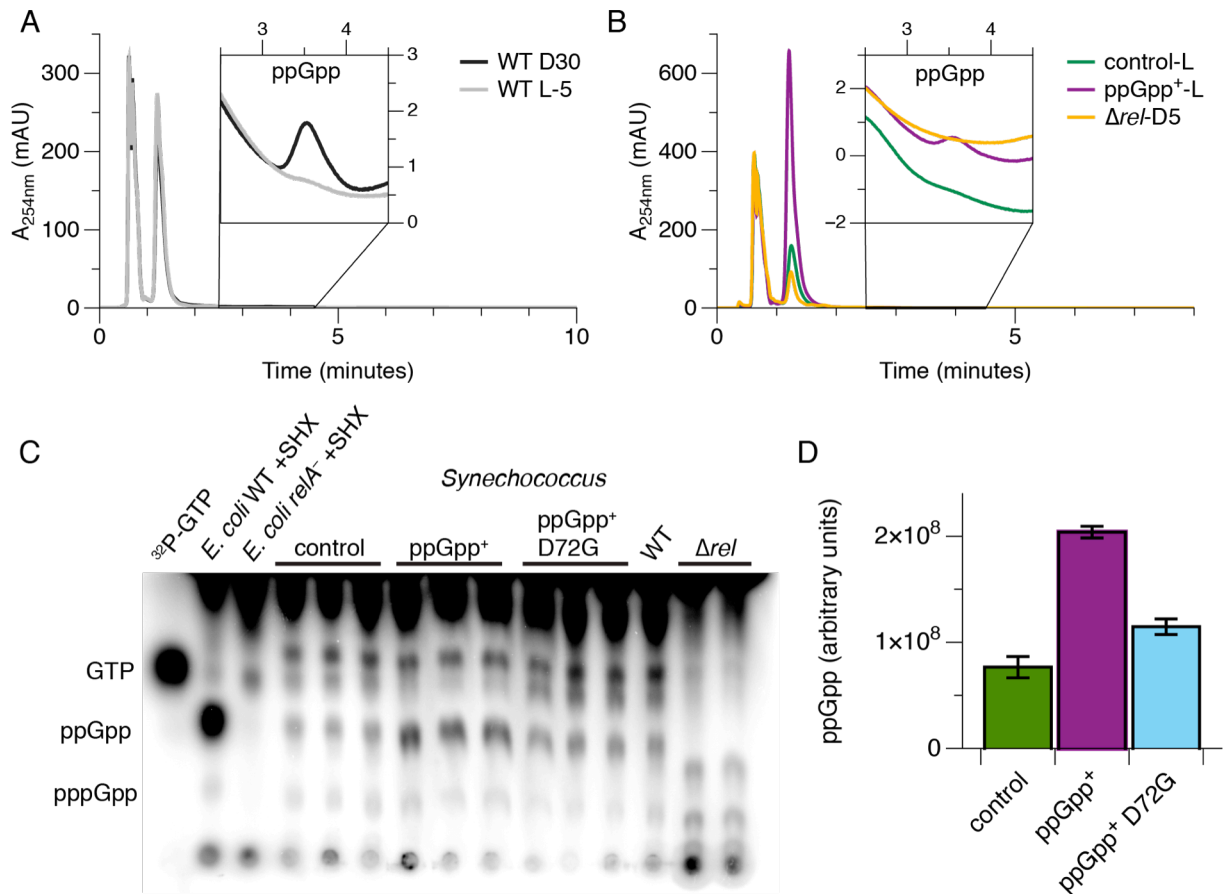 A
3
4
ppGpp
3
2
1
0
WT D30
WT L-5
300
200
100
0
A254nm (mAU)
0
5
10
Time (minutes)
B
3
4
ppGpp
2
0
−2
control-L
ppGpp⁺-L
Δrel-D5
600
400
200
0
A254nm (mAU)
0
5
Time (minutes)
C
³²P-GTP
E. coli WT +SHX
E. coli relA⁻ +SHX
Synechococcus
control
ppGpp⁺
ppGpp⁺
D72G
WT
Δrel
GTP
ppGpp
pppGpp
D
ppGpp (arbitrary units)
2×10⁸
1×10⁸
0
control
ppGpp⁺
ppGpp⁺ D72G